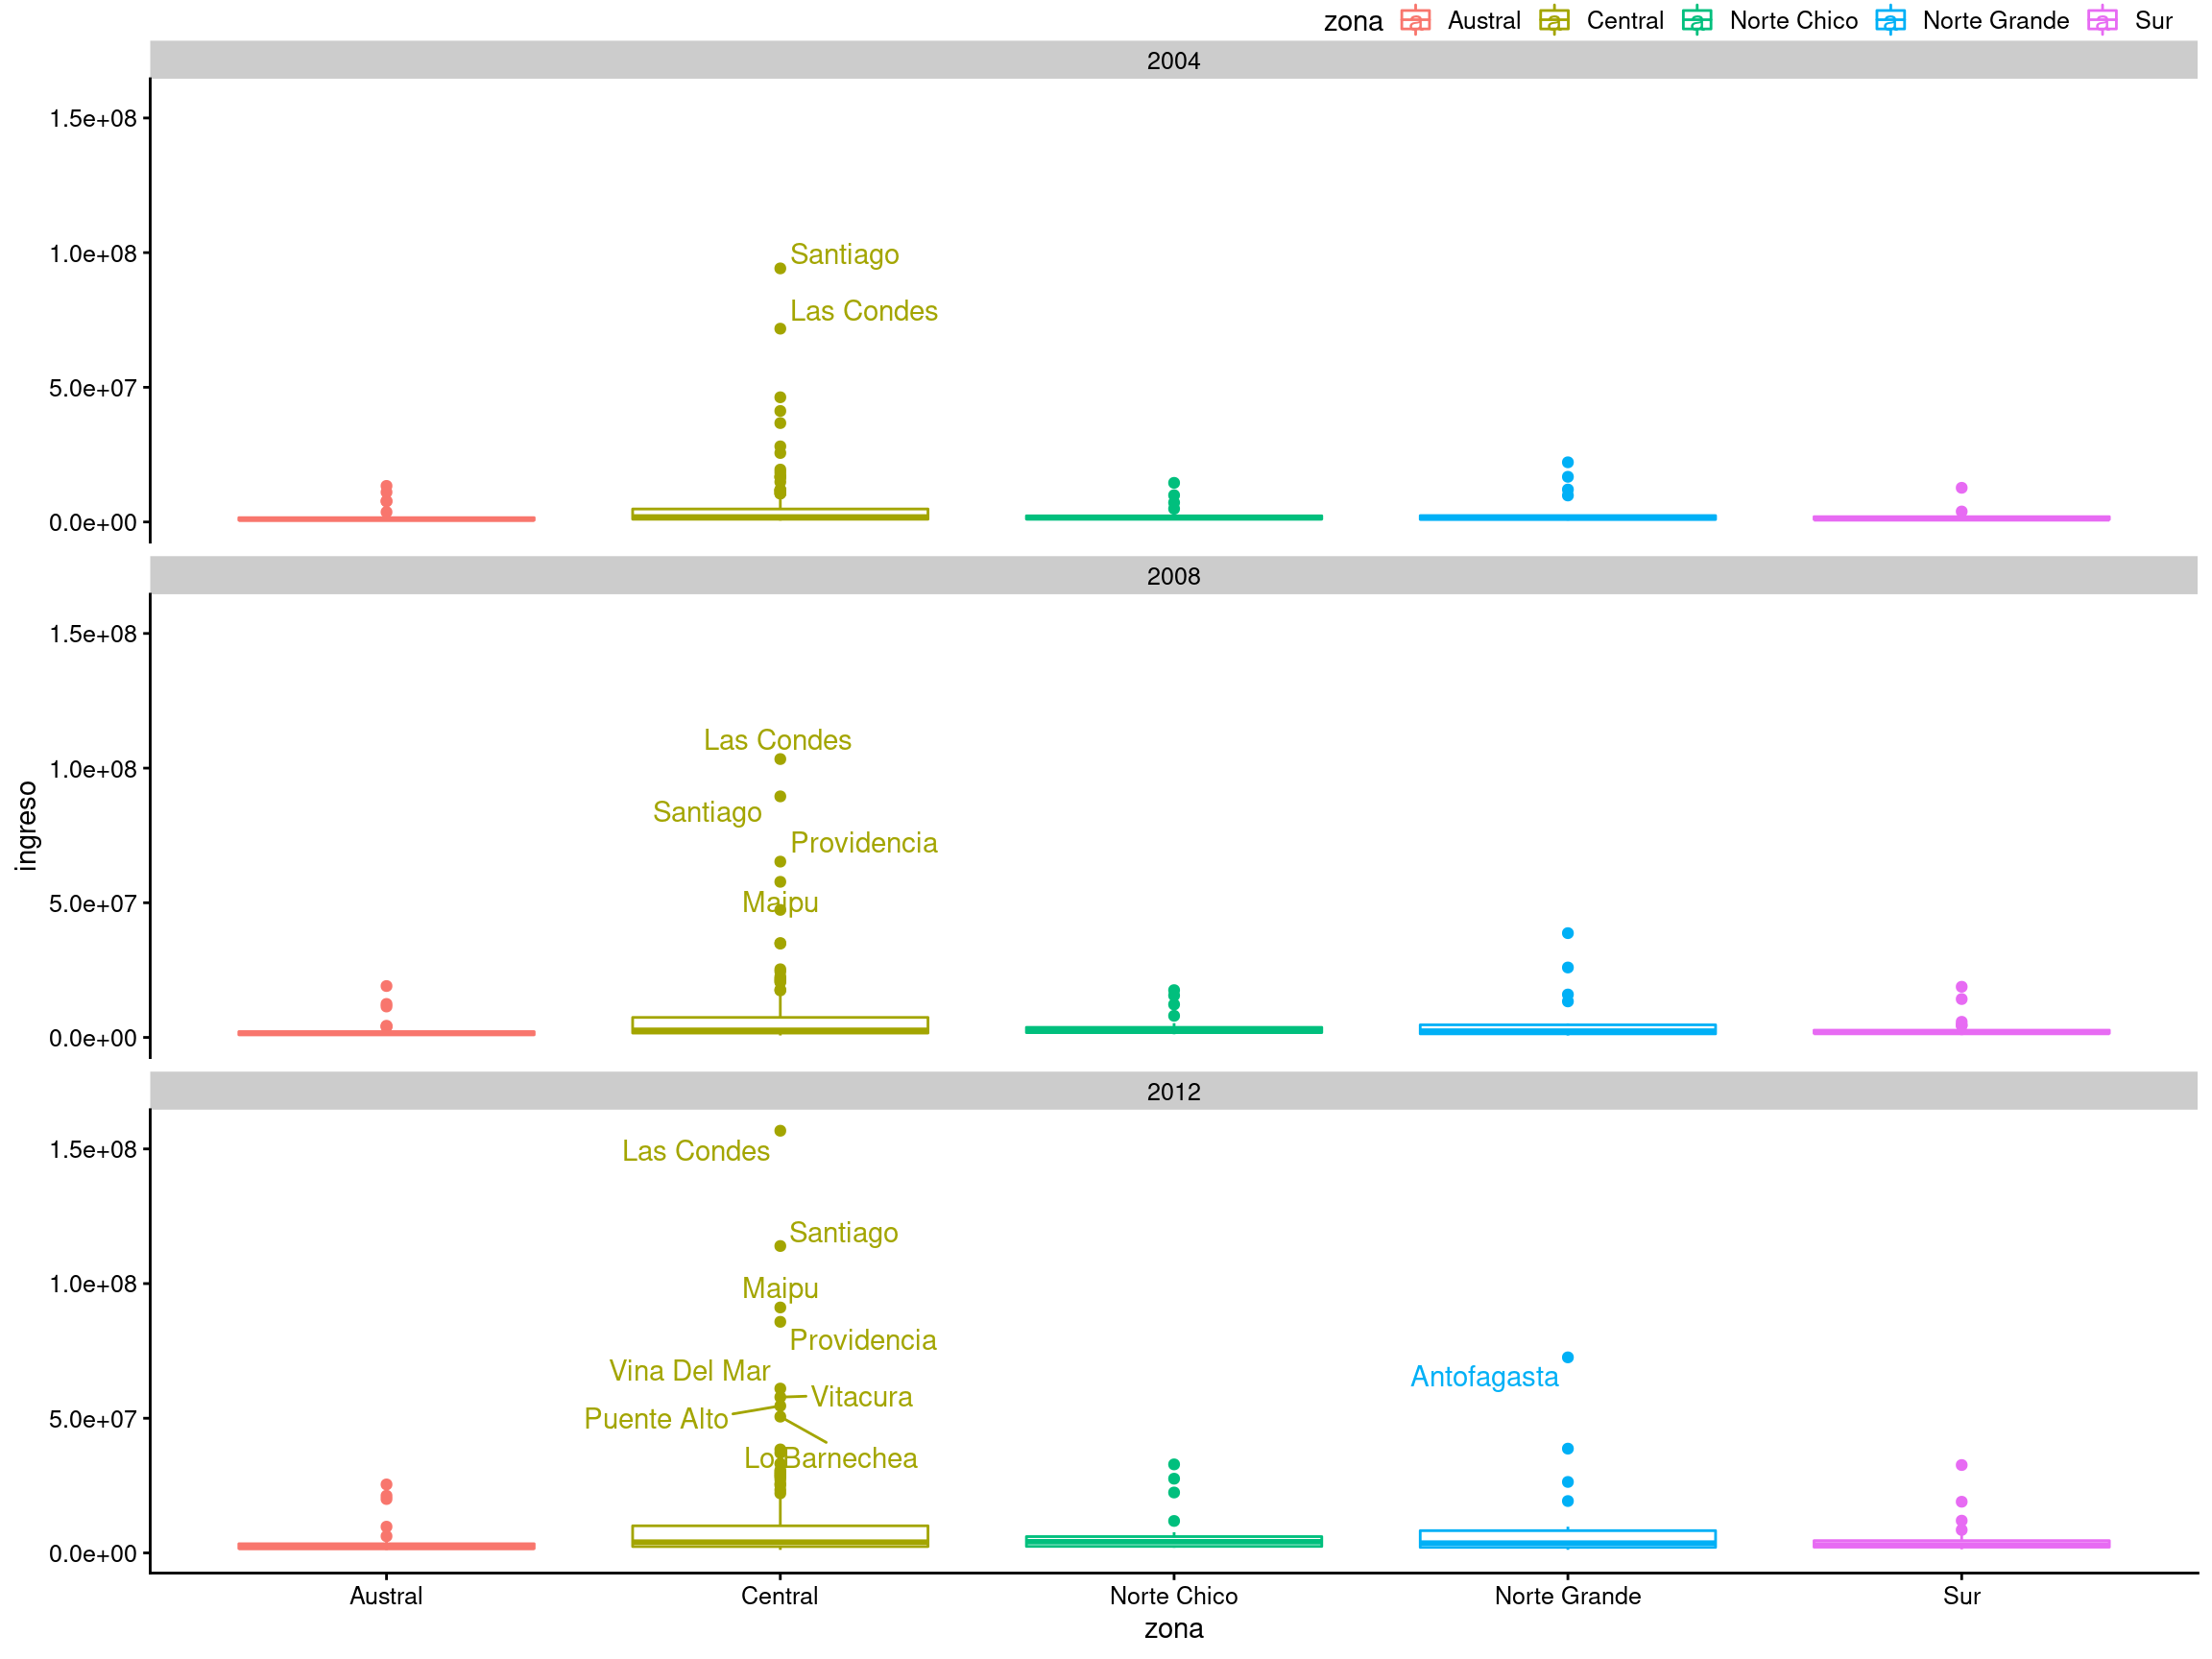 zona a Austral a Central a Norte Chico a Norte Grande a Sur
2004
1.5e+08
1.0e+08
5.0e+07
0.0e+00
Santiago
Las Condes
2008
1.5e+08
1.0e+08
5.0e+07
0.0e+00
Las Condes
Santiago
Providencia
Maipu
ingreso
2012
1.5e+08
1.0e+08
5.0e+07
0.0e+00
Las Condes
Santiago
Maipu
Providencia
Vina Del Mar
Vitacura
Puente Alto
Lo Barnechea
Antofagasta
Austral Central Norte Chico Norte Grande Sur
zona